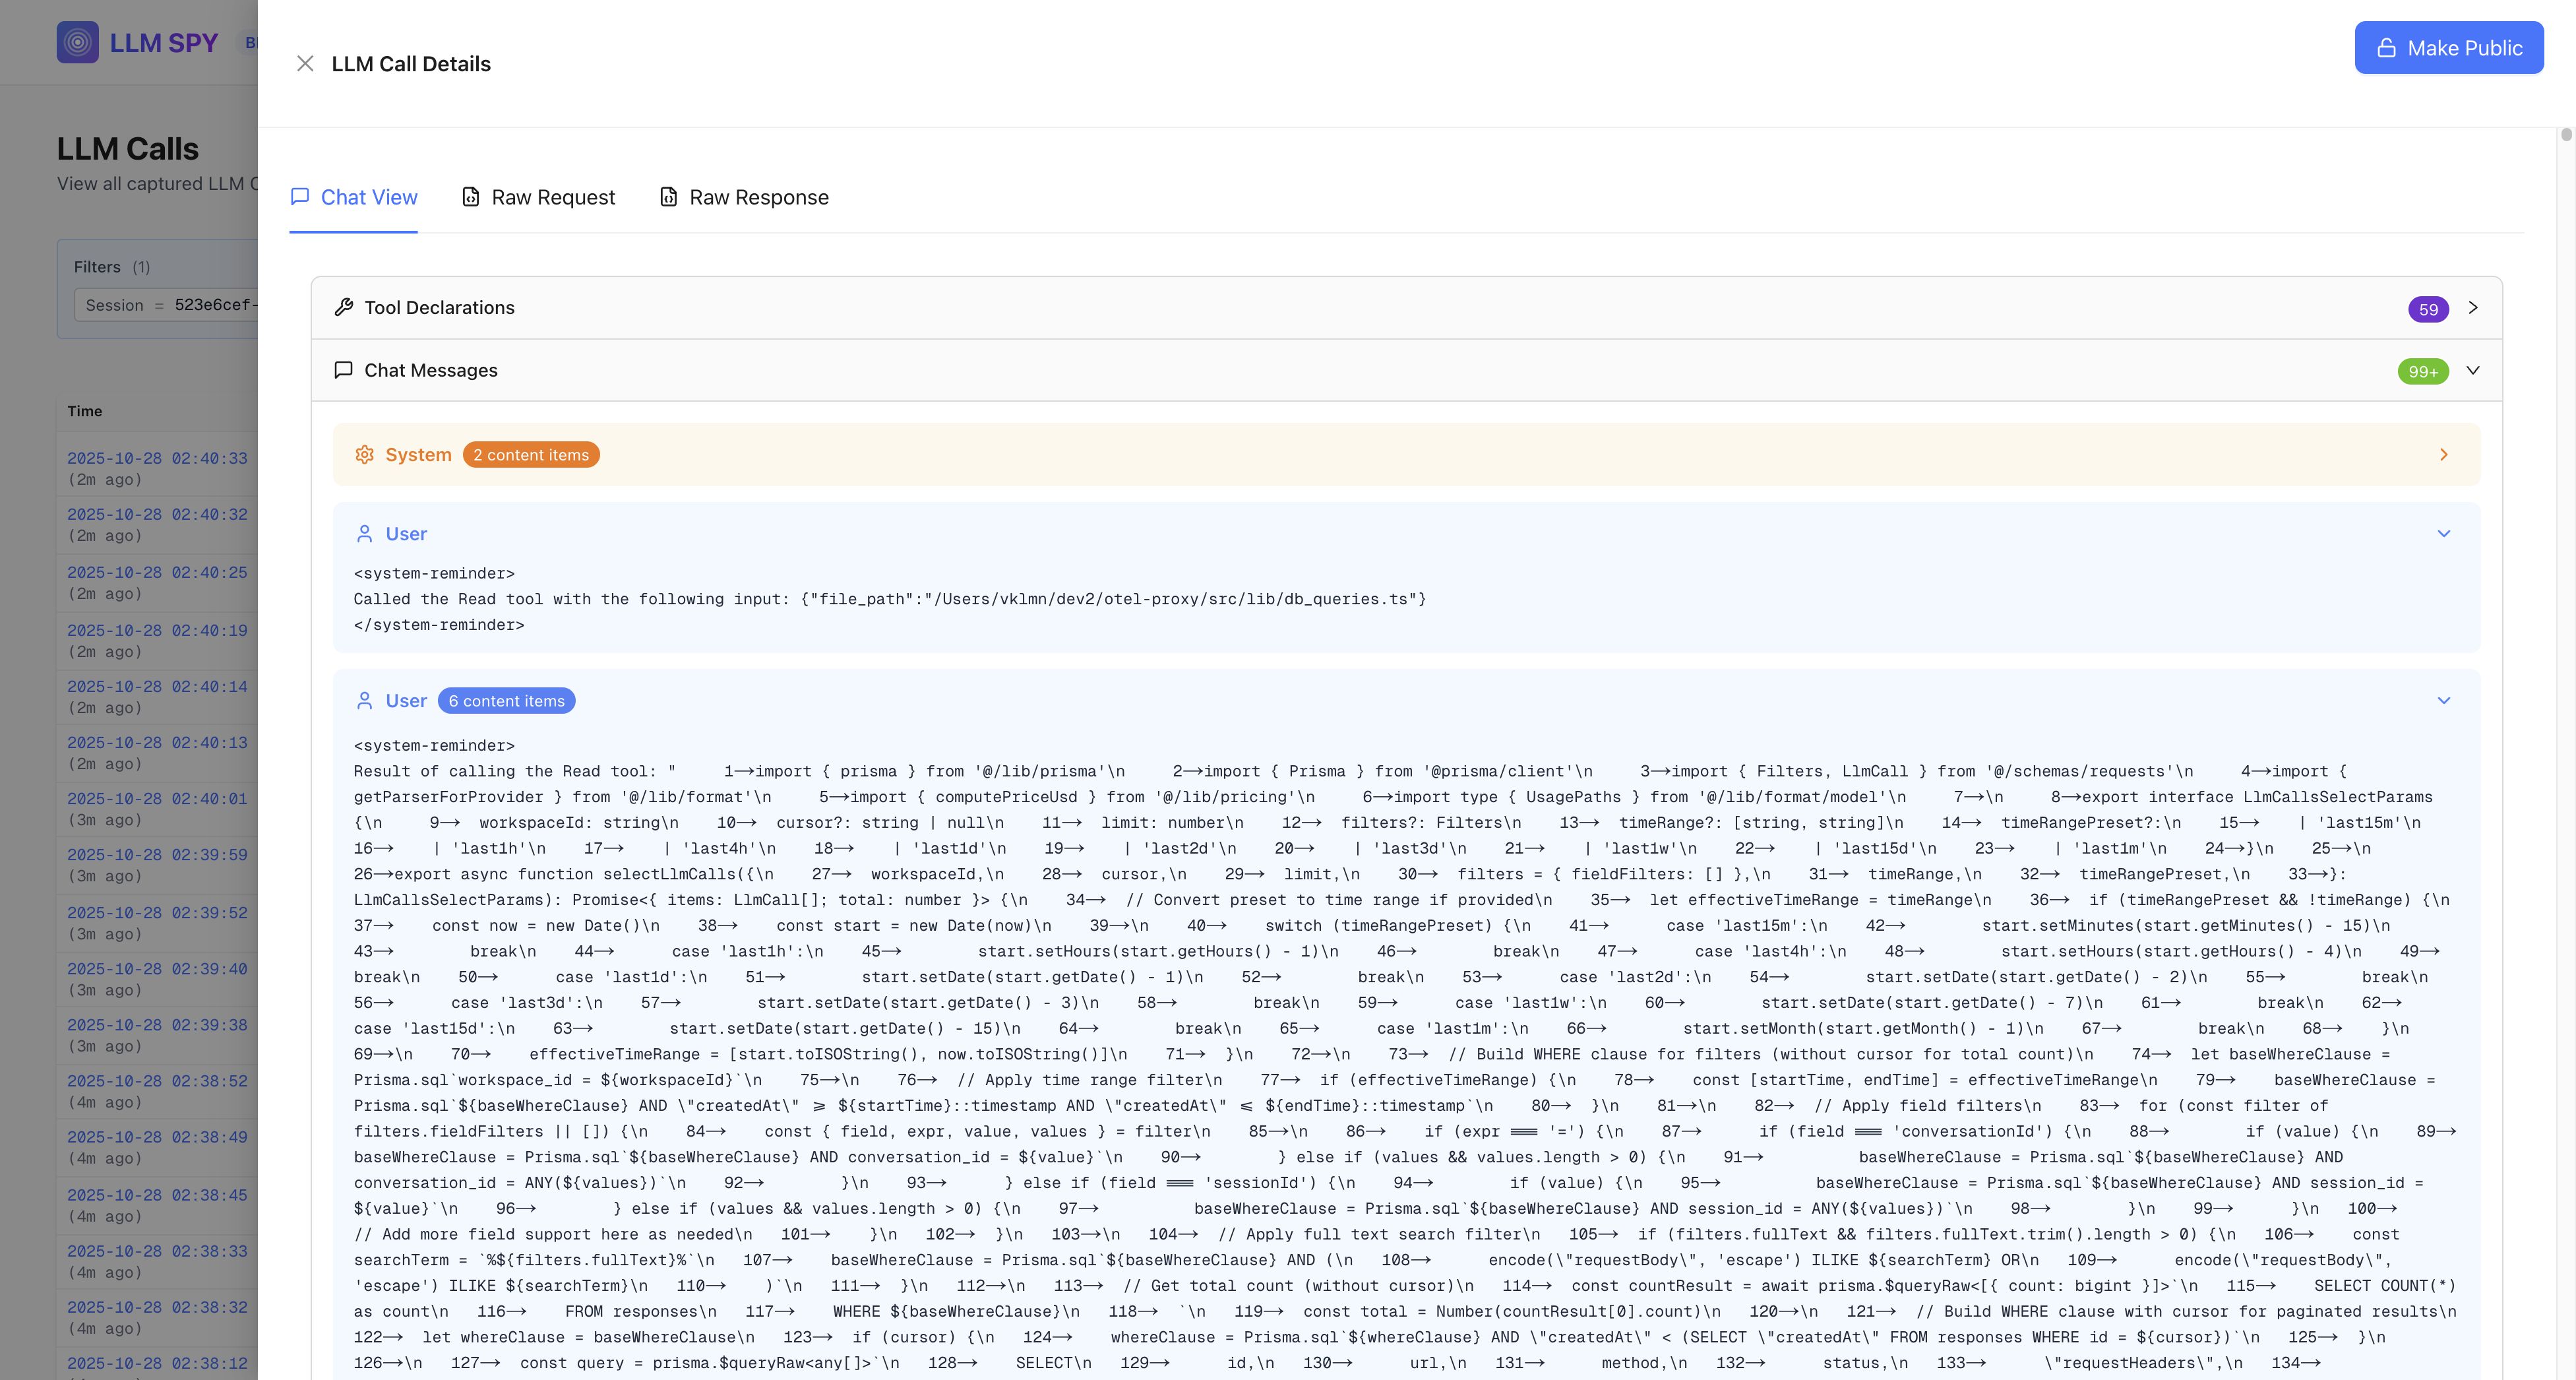 LLM SPY
LLM Calls
View all captured LLM
Filters (1)
Session = 523e6cef-
Time
2025-10-28 02:40:33
(2m ago)
2025-10-28 02:40:32
(2m ago)
2025-10-28 02:40:25
(2m ago)
2025-10-28 02:40:19
(2m ago)
2025-10-28 02:40:14
(2m ago)
2025-10-28 02:40:13
(2m ago)
2025-10-28 02:40:01
(3m ago)
2025-10-28 02:39:59
(3m ago)
2025-10-28 02:39:52
(3m ago)
2025-10-28 02:39:40
(3m ago)
2025-10-28 02:39:38
(3m ago)
2025-10-28 02:38:52
(4m ago)
2025-10-28 02:38:49
(4m ago)
2025-10-28 02:38:45
(4m ago)
2025-10-28 02:38:33
(4m ago)
2025-10-28 02:38:32
(4m ago)
2025-10-28 02:38:12
LLM Call Details
Make Public
Chat View Raw Request Raw Response
Tool Declarations 59
Chat Messages 99+
System 2 content items
User
<system-reminder>
Called the Read tool with the following input: {"file_path":"/Users/vklmn/dev2/otel-proxy/src/lib/db_queries.ts"}
</system-reminder>
User 6 content items
<system-reminder>
Result of calling the Read tool: "     1→import { prisma } from '@/lib/prisma'\n     2→import { Prisma } from '@prisma/client'\n     3→import { Filters, LlmCall } from '@/schemas/requests'\n     4→import {
getParserForProvider } from '@/lib/format'\n     5→import { computePriceUsd } from '@/lib/pricing'\n     6→import type { UsagePaths } from '@/lib/format/model'\n     7→\n     8→export interface LlmCallsSelectParams
{\n     9→  workspaceId: string\n    10→  cursor?: string | null\n    11→  limit: number\n    12→  filters?: Filters\n    13→  timeRange?: [string, string]\n    14→  timeRangePreset?:\n    15→    | 'last15m'\n
16→    | 'last1h'\n    17→    | 'last4h'\n    18→    | 'last1d'\n    19→    | 'last2d'\n    20→    | 'last3d'\n    21→    | 'last1w'\n    22→    | 'last15d'\n    23→    | 'last1m'\n    24→}\n    25→\n
26→export async function selectLlmCalls({\n    27→  workspaceId,\n    28→  cursor,\n    29→  limit,\n    30→  filters = { fieldFilters: [] },\n    31→  timeRange,\n    32→  timeRangePreset,\n    33→}:
LlmCallsSelectParams): Promise<{ items: LlmCall[]; total: number }> {\n    34→  // Convert preset to time range if provided\n    35→  let effectiveTimeRange = timeRange\n    36→  if (timeRangePreset && !timeRange) {\n
37→    const now = new Date()\n    38→    const start = new Date(now)\n    39→\n    40→    switch (timeRangePreset) {\n    41→      case 'last15m':\n    42→        start.setMinutes(start.getMinutes() - 15)\n
43→        break\n    44→      case 'last1h':\n    45→        start.setHours(start.getHours() - 1)\n    46→        break\n    47→      case 'last4h':\n    48→        start.setHours(start.getHours() - 4)\n    49→
break\n    50→      case 'last1d':\n    51→        start.setDate(start.getDate() - 1)\n    52→        break\n    53→      case 'last2d':\n    54→        start.setDate(start.getDate() - 2)\n    55→        break\n
56→      case 'last3d':\n    57→        start.setDate(start.getDate() - 3)\n    58→        break\n    59→      case 'last1w':\n    60→        start.setDate(start.getDate() - 7)\n    61→        break\n    62→
case 'last15d':\n    63→        start.setDate(start.getDate() - 15)\n    64→        break\n    65→      case 'last1m':\n    66→        start.setMonth(start.getMonth() - 1)\n    67→        break\n    68→    }\n
69→\n    70→    effectiveTimeRange = [start.toISOString(), now.toISOString()]\n    71→  }\n    72→\n    73→  // Build WHERE clause for filters (without cursor for total count)\n    74→  let baseWhereClause =
Prisma.sql`workspace_id = ${workspaceId}`\n    75→\n    76→  // Apply time range filter\n    77→  if (effectiveTimeRange) {\n    78→    const [startTime, endTime] = effectiveTimeRange\n    79→    baseWhereClause =
Prisma.sql`${baseWhereClause} AND \"createdAt\" >= ${startTime}::timestamp AND \"createdAt\" <= ${endTime}::timestamp`\n    80→  }\n    81→\n    82→  // Apply field filters\n    83→  for (const filter of
filters.fieldFilters || []) {\n    84→    const { field, expr, value, values } = filter\n    85→\n    86→    if (expr === '=') {\n    87→      if (field === 'conversationId') {\n    88→        if (value) {\n    89→
baseWhereClause = Prisma.sql`${baseWhereClause} AND conversation_id = ${value}`\n    90→        } else if (values && values.length > 0) {\n    91→          baseWhereClause = Prisma.sql`${baseWhereClause} AND
conversation_id = ANY(${values})`\n    92→        }\n    93→      } else if (field === 'sessionId') {\n    94→        if (value) {\n    95→          baseWhereClause = Prisma.sql`${baseWhereClause} AND session_id =
${value}`\n    96→        } else if (values && values.length > 0) {\n    97→          baseWhereClause = Prisma.sql`${baseWhereClause} AND session_id = ANY(${values})`\n    98→        }\n    99→      }\n   100→
// Add more field support here as needed\n   101→    }\n   102→  }\n   103→\n   104→  // Apply full text search filter\n   105→  if (filters.fullText && filters.fullText.trim().length > 0) {\n   106→    const
searchTerm = `%${filters.fullText}%`\n   107→    baseWhereClause = Prisma.sql`${baseWhereClause} AND (\n   108→      encode(\"requestBody\", 'escape') ILIKE ${searchTerm} OR\n   109→      encode(\"requestBody\",
'escape') ILIKE ${searchTerm}\n   110→    )`\n   111→  }\n   112→\n   113→  // Get total count (without cursor)\n   114→  const countResult = await prisma.$queryRaw<[{ count: bigint }]>`\n   115→    SELECT COUNT(*)
as count\n   116→    FROM responses\n   117→    WHERE ${baseWhereClause}\n   118→  `\n   119→  const total = Number(countResult[0].count)\n   120→\n   121→  // Build WHERE clause with cursor for paginated results\n
122→  let whereClause = baseWhereClause\n   123→  if (cursor) {\n   124→    whereClause = Prisma.sql`${whereClause} AND \"createdAt\" < (SELECT \"createdAt\" FROM responses WHERE id = ${cursor})`\n   125→  }\n
126→\n   127→  const query = prisma.$queryRaw<any[]>`\n   128→    SELECT\n   129→      id,\n   130→      url,\n   131→      method,\n   132→      status,\n   133→      \"requestHeaders\",\n   134→